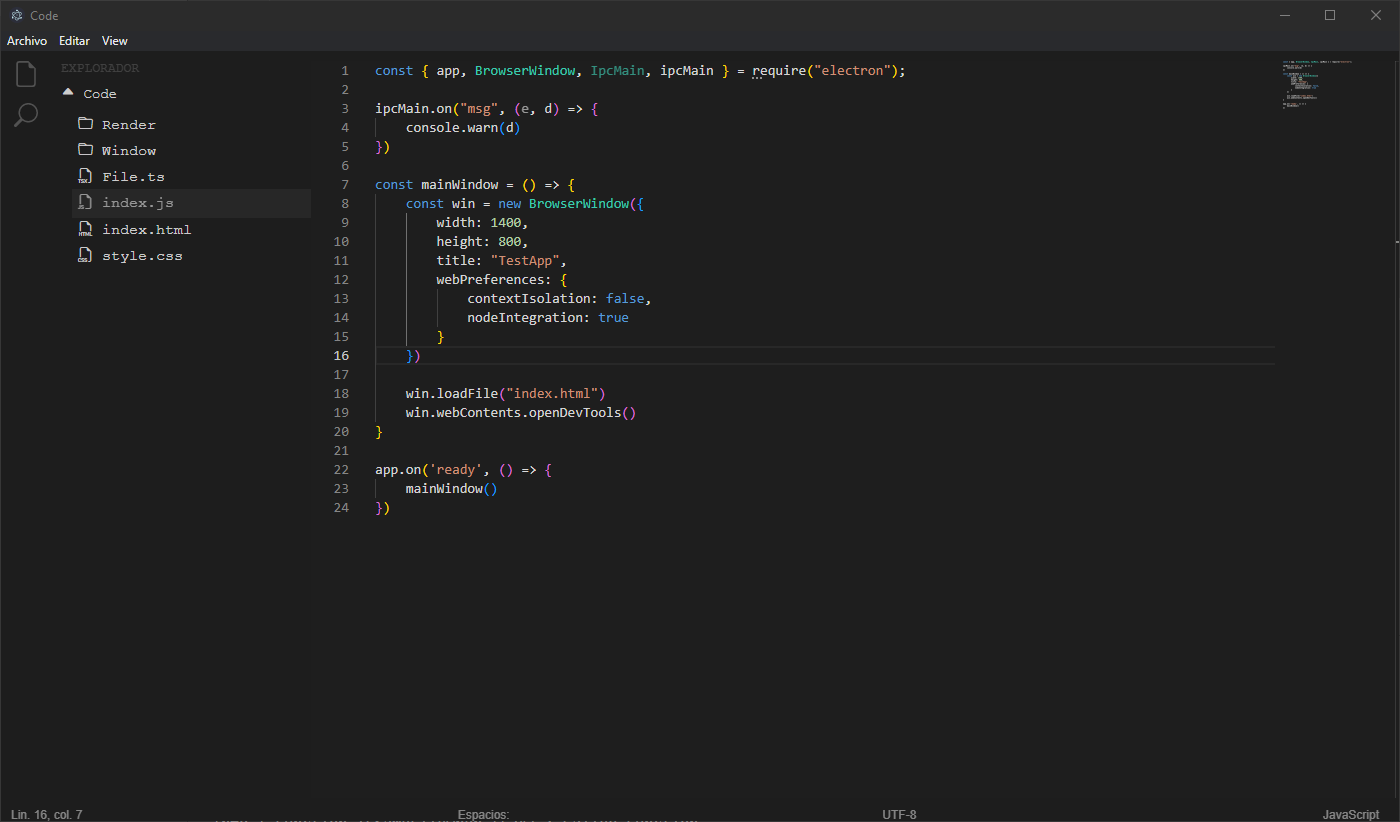 Code
Archivo Editar View
EXPLORADOR
Code
Render
Window
File.ts
index.js
index.html
style.css
1 const { app, BrowserWindow, IpcMain, ipcMain } = require("electron");
2
3 ipcMain.on("msg", (e, d) => {
4 console.warn(d)
5 })
6
7 const mainWindow = () => {
8 const win = new BrowserWindow({
9 width: 1400,
10 height: 800,
11 title: "TestApp",
12 webPreferences: {
13 contextIsolation: false,
14 nodeIntegration: true
15 }
16 })
17
18 win.loadFile("index.html")
19 win.webContents.openDevTools()
20 }
21
22 app.on('ready', () => {
23 mainWindow()
24 })
Lin. 16, col. 7 Espacios: UTF-8 JavaScript